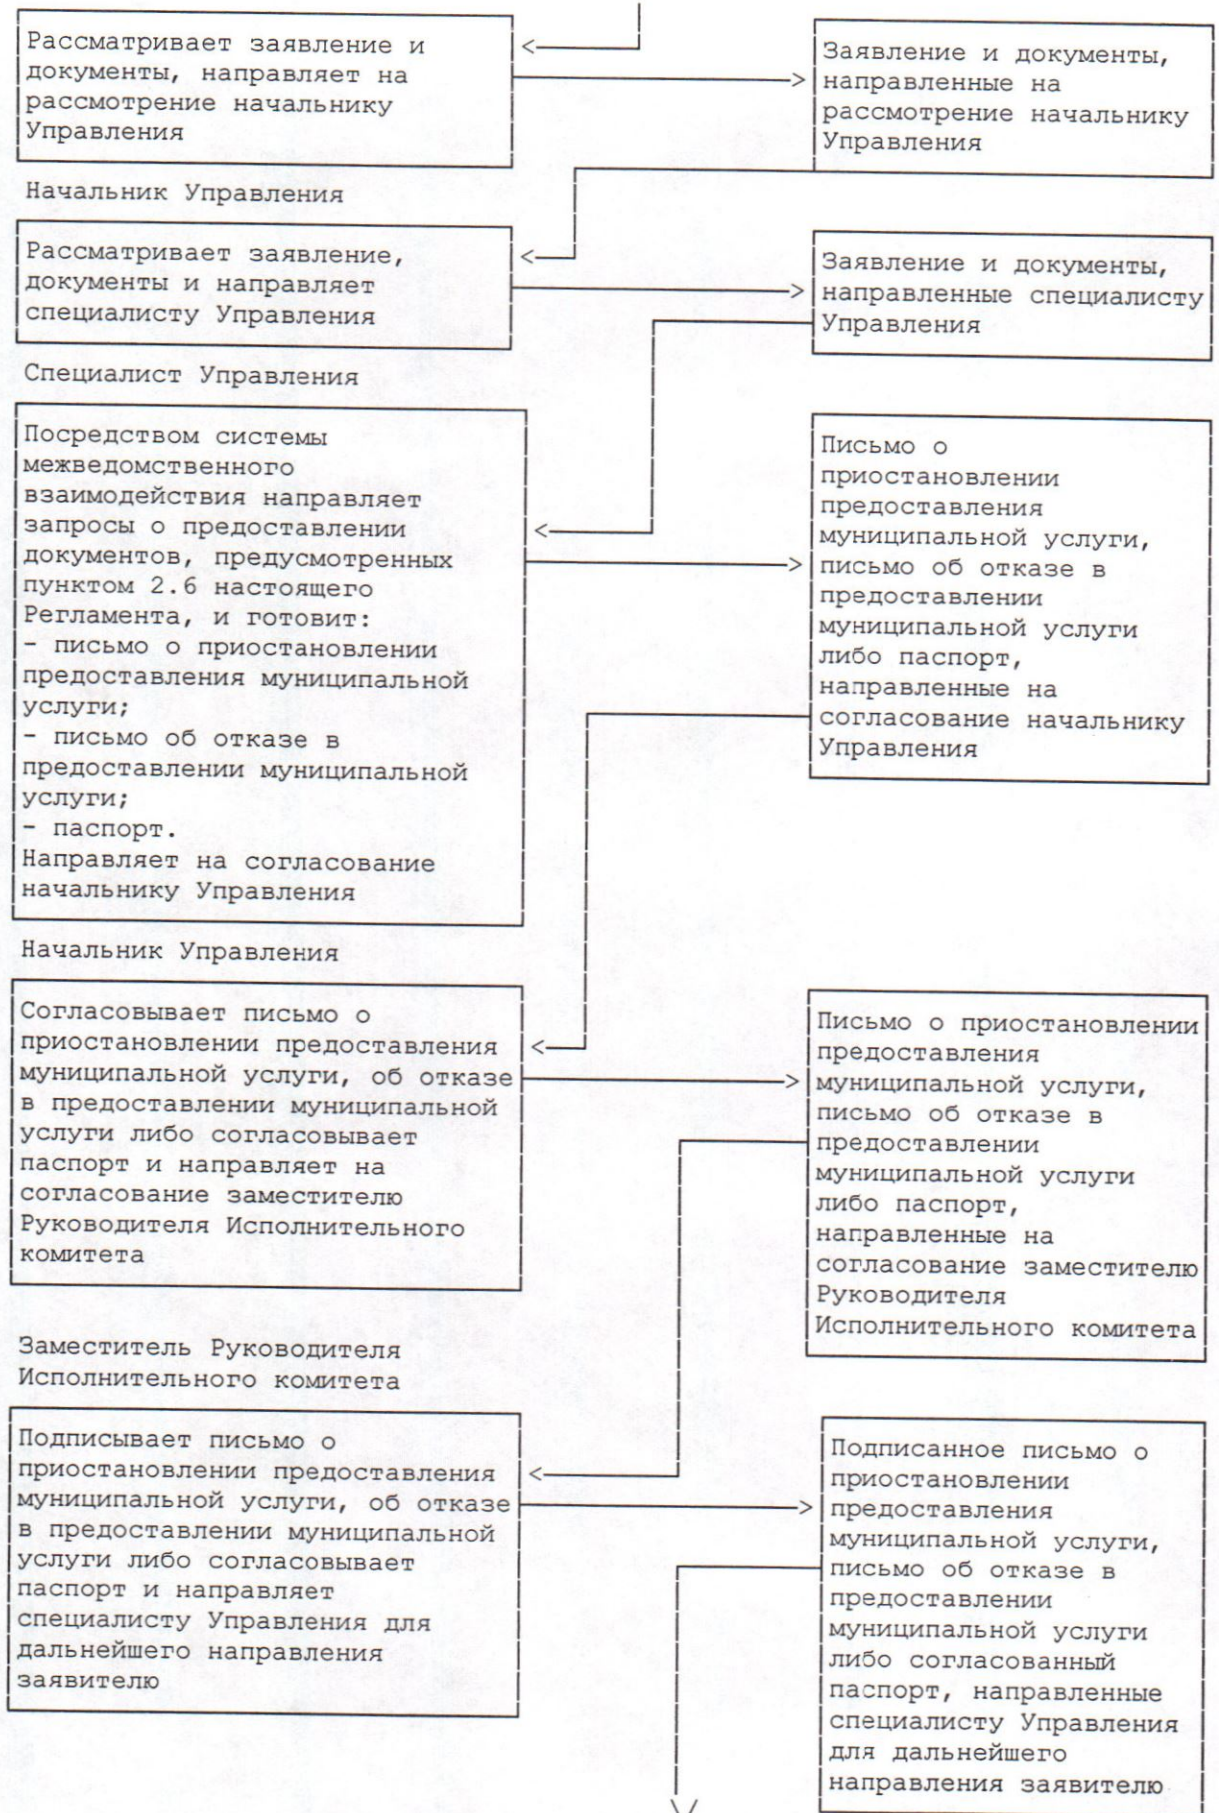 Рассматривает заявление и
документы, направляет на
рассмотрение начальнику
Управления
Заявление и документы,
направленные на
рассмотрение начальнику
Управления
Начальник Управления
Рассматривает заявление,
документы и направляет
специалисту Управления
Заявление и документы,
направленные специалисту
Управления
Специалист Управления
Посредством системы
межведомственного
взаимодействия направляет
запросы о предоставлении
документов, предусмотренных
пунктом 2.6 настоящего
Регламента, и готовит:
- письмо о приостановлении
предоставления муниципальной
услуги;
- письмо об отказе в
предоставлении муниципальной
услуги;
- паспорт.
Направляет на согласование
начальнику Управления
Письмо о
приостановлении
предоставления
муниципальной услуги,
письмо об отказе в
предоставлении
муниципальной услуги
либо паспорт,
направленные на
согласование начальнику
Управления
Начальник Управления
Согласовывает письмо о
приостановлении предоставления
муниципальной услуги, об отказе
в предоставлении муниципальной
услуги либо согласовывает
паспорт и направляет на
согласование заместителю
Руководителя Исполнительного
комитета
Письмо о приостановлении
предоставления
муниципальной услуги,
письмо об отказе в
предоставлении
муниципальной услуги
либо паспорт,
направленные на
согласование заместителю
Руководителя
Исполнительного комитета
Заместитель Руководителя
Исполнительного комитета
Подписывает письмо о
приостановлении предоставления
муниципальной услуги, об отказе
в предоставлении муниципальной
услуги либо согласовывает
паспорт и направляет
специалисту Управления для
дальнейшего направления
заявителю
Подписанное письмо о
приостановлении
предоставления
муниципальной услуги,
письмо об отказе в
предоставлении
муниципальной услуги
либо согласованный
паспорт, направленные
специалисту Управления
для дальнейшего
направления заявителю